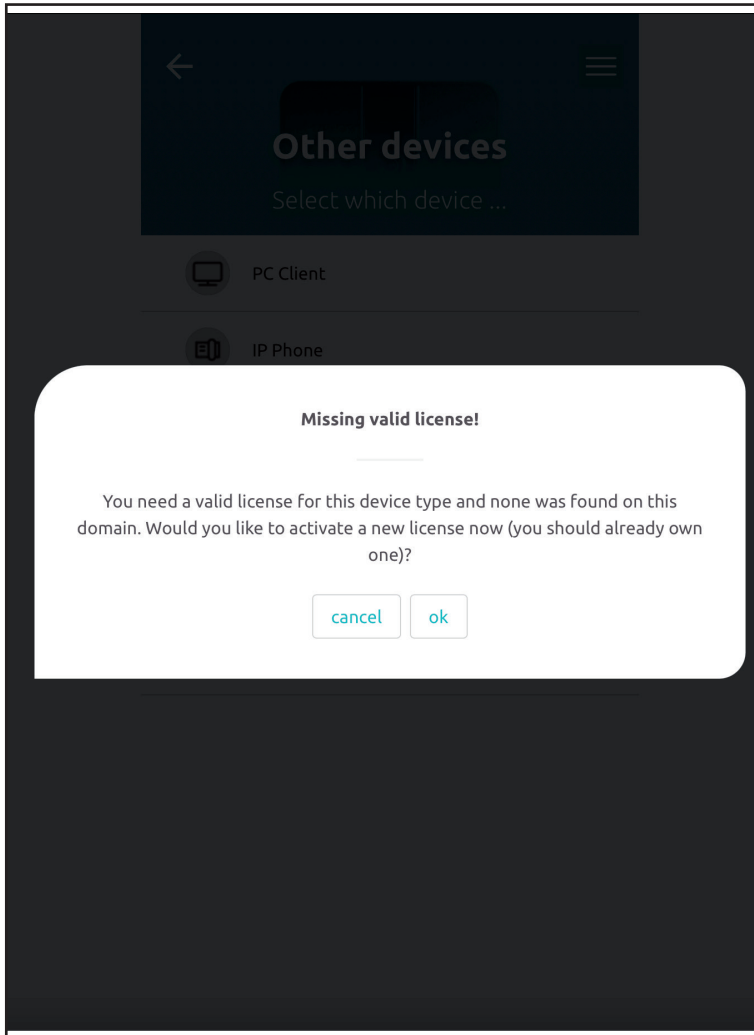 Other devices
Select which device ...
PC Client
IP Phone
Missing valid license!
You need a valid license for this device type and none was found on this
domain. Would you like to activate a new license now (you should already own
one)?
cancel
ok